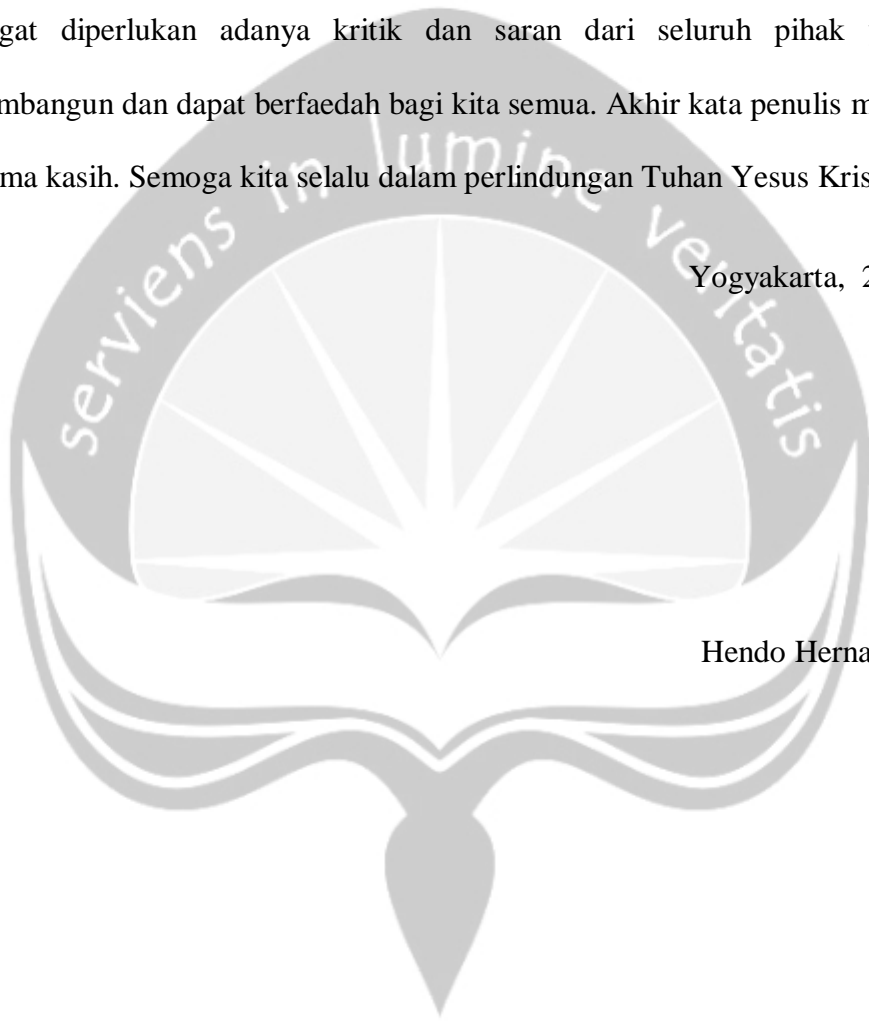 gat diperlukan adanya kritik dan saran dari seluruh pihak
mbangun dan dapat berfaedah bagi kita semua. Akhir kata penulis m
ma kasih. Semoga kita selalu dalam perlindungan Tuhan Yesus Kris
serviens in lumine veritatis
Yogyakarta, 2
Hendo Herna